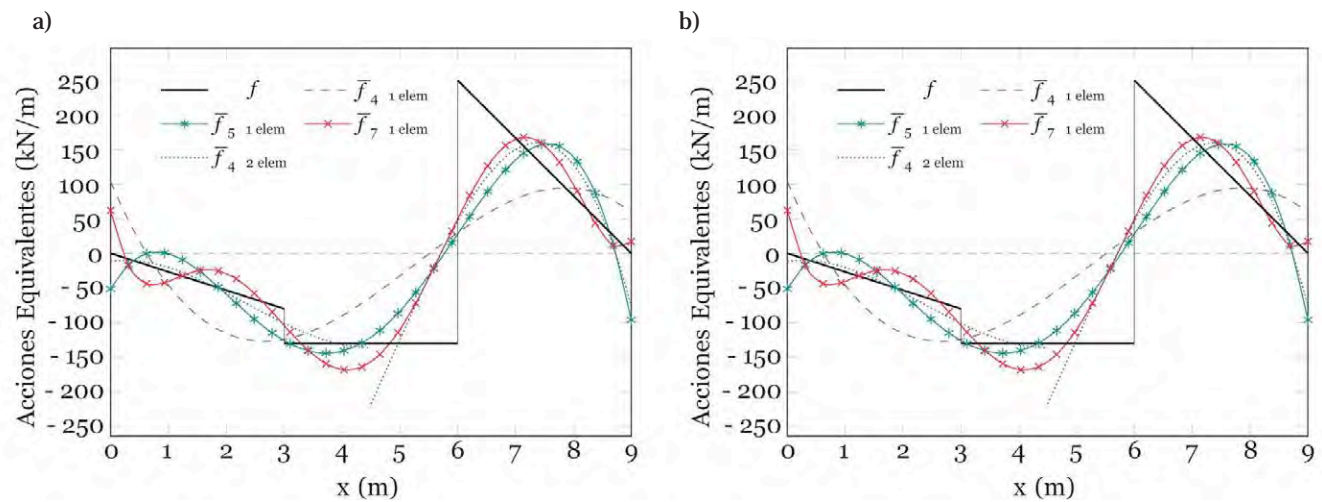 a)
Acciones Equivalentes (kN/m)
250
200
150
100
50
0
-50
-100
-150
-200
-250
f
f̅4 1 elem
f̅5 1 elem
f̅7 1 elem
f̅4 2 elem
0 1 2 3 4 5 6 7 8 9
x (m)
b)
Acciones Equivalentes (kN/m)
250
200
150
100
50
0
-50
-100
-150
-200
-250
f
f̅4 1 elem
f̅5 1 elem
f̅7 1 elem
f̅4 2 elem
0 1 2 3 4 5 6 7 8 9
x (m)